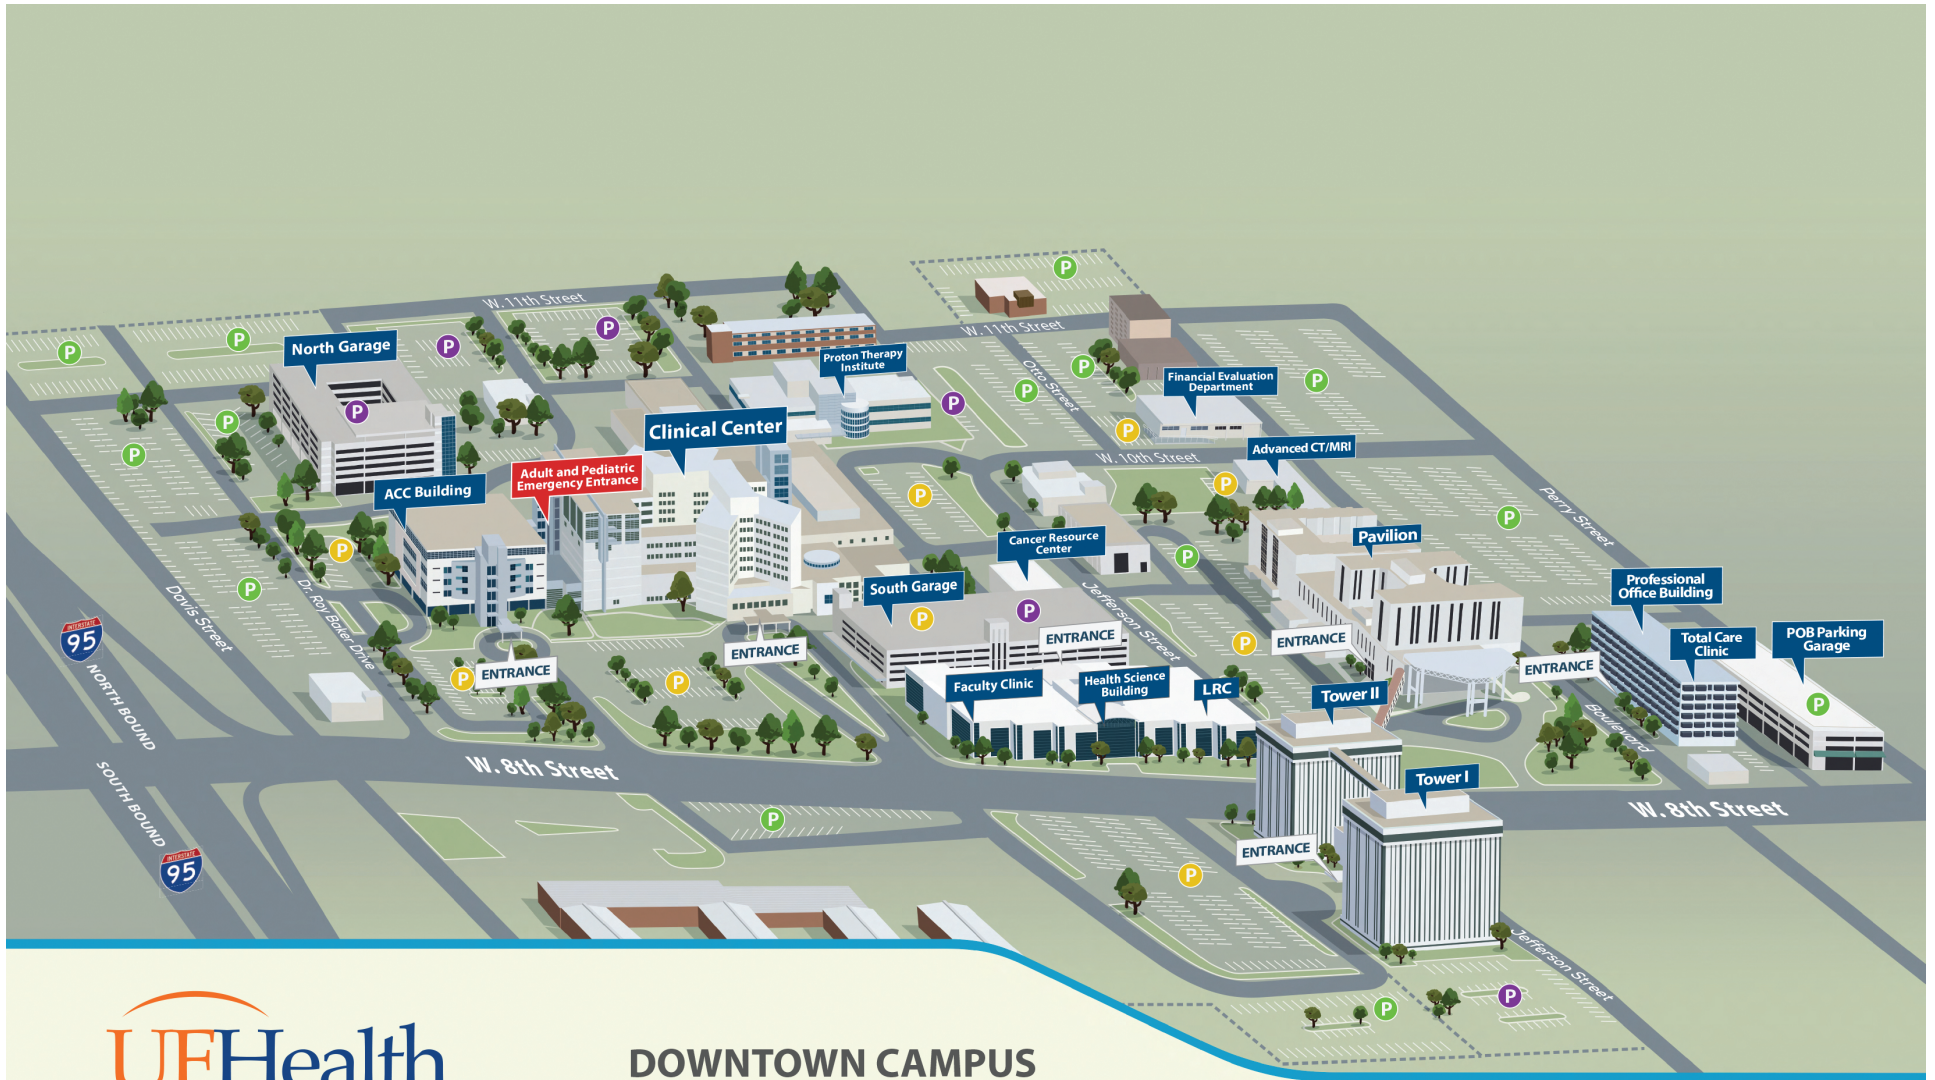 W. 11th Street
W. 11th Street
P
P
P
P
P
North Garage
Proton Therapy
Institute
Otto Street
P
P
Financial Evaluation
Department
P
P
P
P
P
P
Clinical Center
P
Advanced CT/MRI
W. 10th Street
P
Adult and Pediatric
Emergency Entrance
ACC Building
P
P
P
Perry Street
Pavilion
Cancer Resource
Center
P
P
P
South Garage
Professional
Office Building
Davis Street
Dr. Roy Baker Drive
Jefferson Street
P
P
INTERSTATE
95
ENTRANCE
ENTRANCE
P
Total Care
Clinic
POB Parking
Garage
ENTRANCE
ENTRANCE
ENTRANCE
P
P
Faculty Clinic
Health Science
Building
LRC
Tower II
P
NORTH BOUND
Boulevard
W. 8th Street
Tower I
SOUTH BOUND
W. 8th Street
P
ENTRANCE
INTERSTATE
95
P
Jefferson Street
P
P
UFHealth
DOWNTOWN CAMPUS